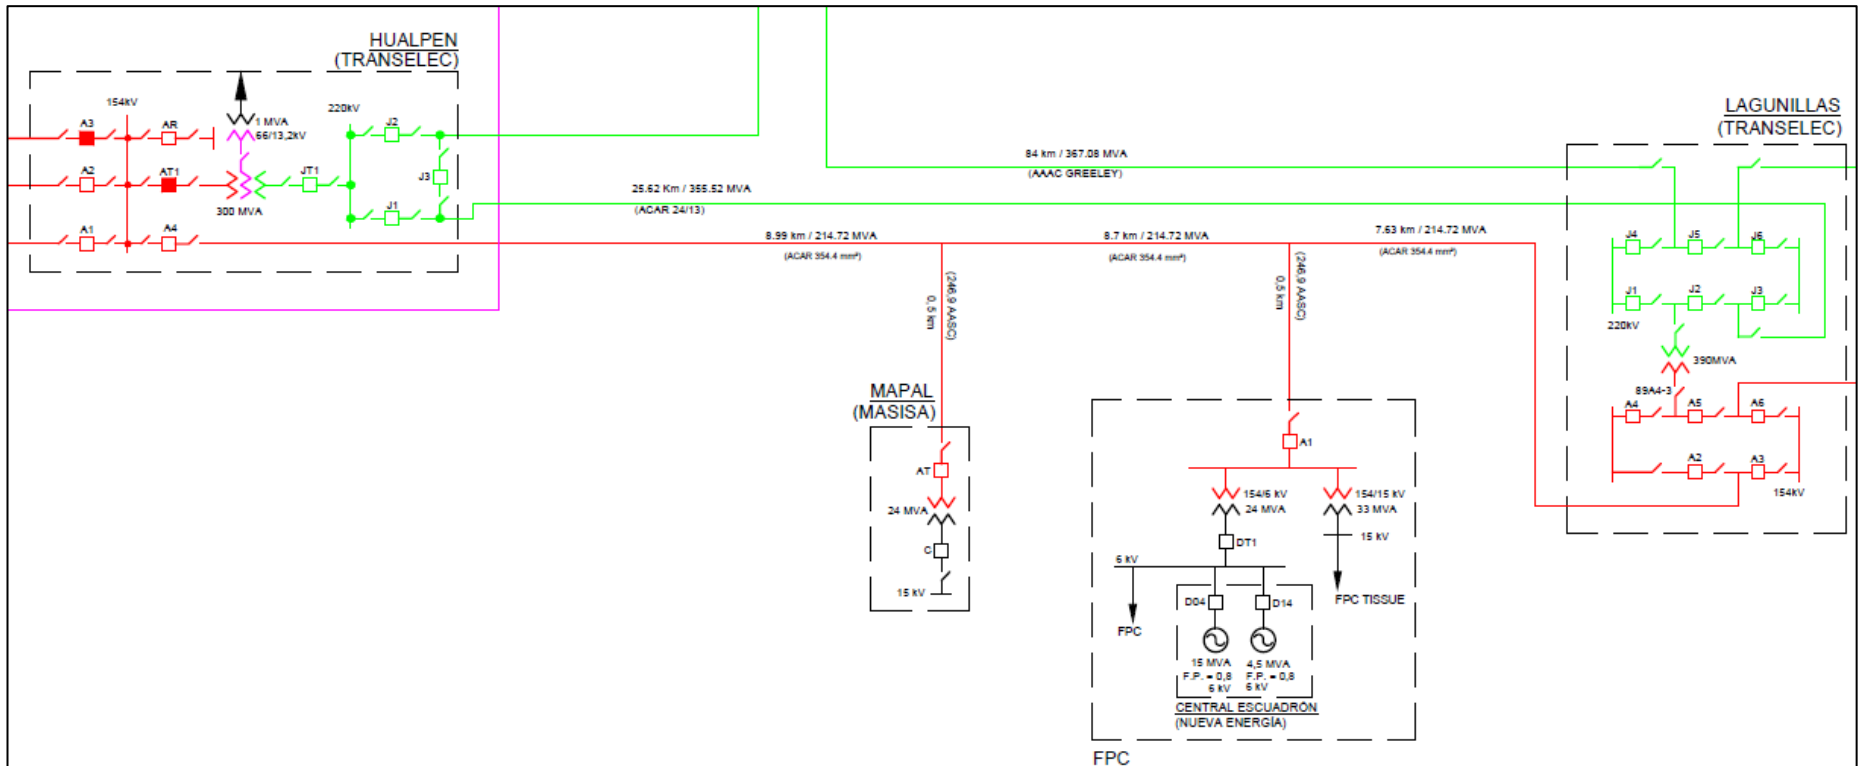 HUALPEN
(TRANSELEC)
154kV
A3
AR
1 MVA
66/13,2kV
220kV
J2
A2
AT1
JT1
J3
300 MVA
J1
A1
A4
25.62 Km / 355.52 MVA
(ACAR 24/13)
84 km / 367.08 MVA
(AAAC GREELEY)
8.99 km / 214.72 MVA
(ACAR 354.4 mm²)
8.7 km / 214.72 MVA
(ACAR 354.4 mm²)
7.63 km / 214.72 MVA
(ACAR 354.4 mm²)
(246,9 AASC)
0,5 km
(246,9 AASC)
0,5 km
LAGUNILLAS
(TRANSELEC)
J4
J5
J6
J1
J2
J3
220kV
390MVA
89A4-3
A4
A5
A6
A2
A3
154kV
MAPAL
(MASISA)
AT
24 MVA
C
15 kV
A1
154/6 kV
24 MVA
154/15 kV
33 MVA
DT1
15 kV
6 kV
FPC
FPC TISSUE
D04
D14
15 MVA
F.P. = 0,8
6 kV
4,5 MVA
F.P. = 0,8
6 kV
CENTRAL ESCUADRÓN
(NUEVA ENERGÍA)
FPC